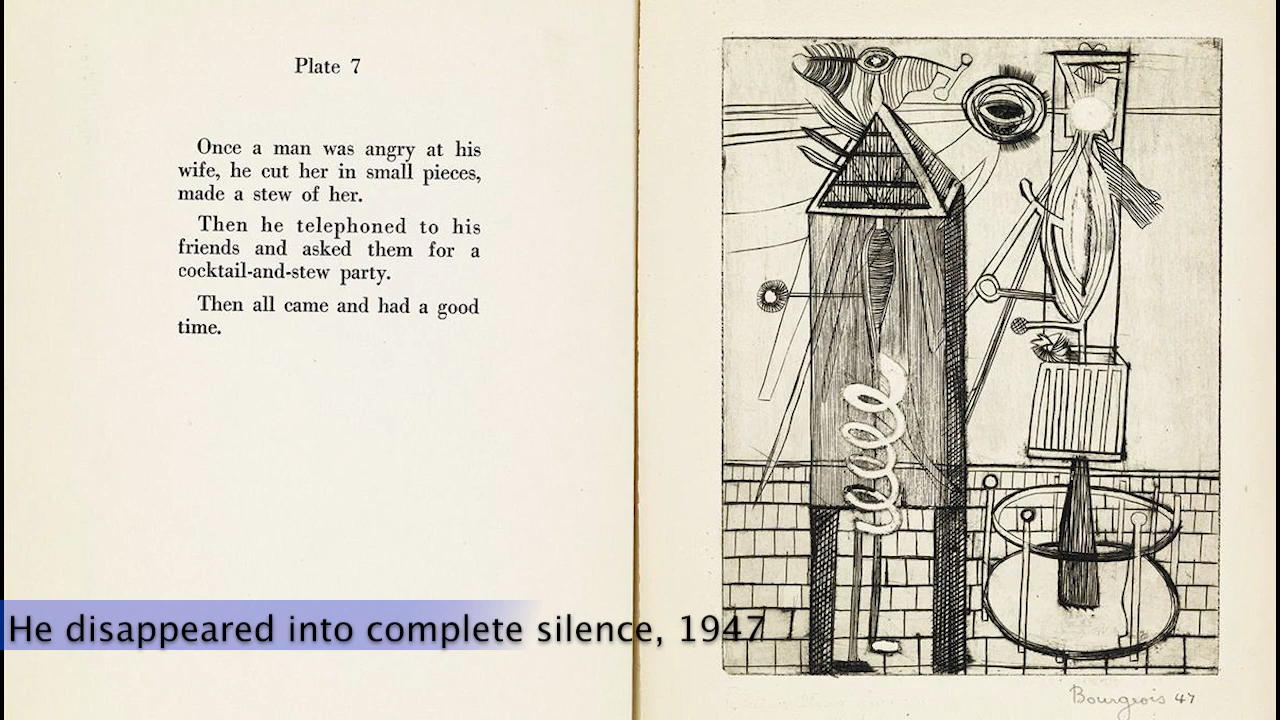 Plate 7
Once a man was angry at his
wife, he cut her in small pieces,
made a stew of her.
Then he telephoned to his
friends and asked them for a
cocktail-and-stew party.
Then all came and had a good
time.
He disappeared into complete silence, 1947
Bourgeois 47